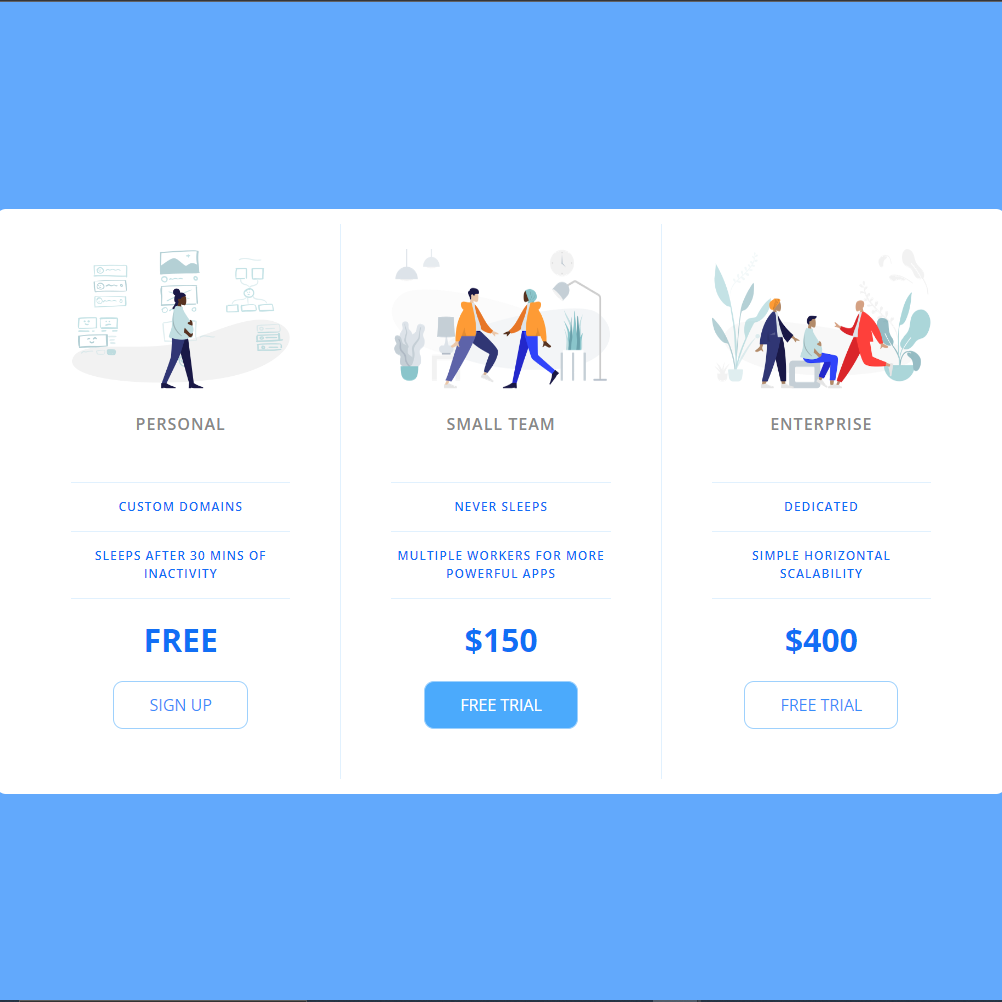 PERSONAL
CUSTOM DOMAINS
SLEEPS AFTER 30 MINS OF
INACTIVITY
FREE
SIGN UP
SMALL TEAM
NEVER SLEEPS
MULTIPLE WORKERS FOR MORE
POWERFUL APPS
$150
FREE TRIAL
ENTERPRISE
DEDICATED
SIMPLE HORIZONTAL
SCALABILITY
$400
FREE TRIAL